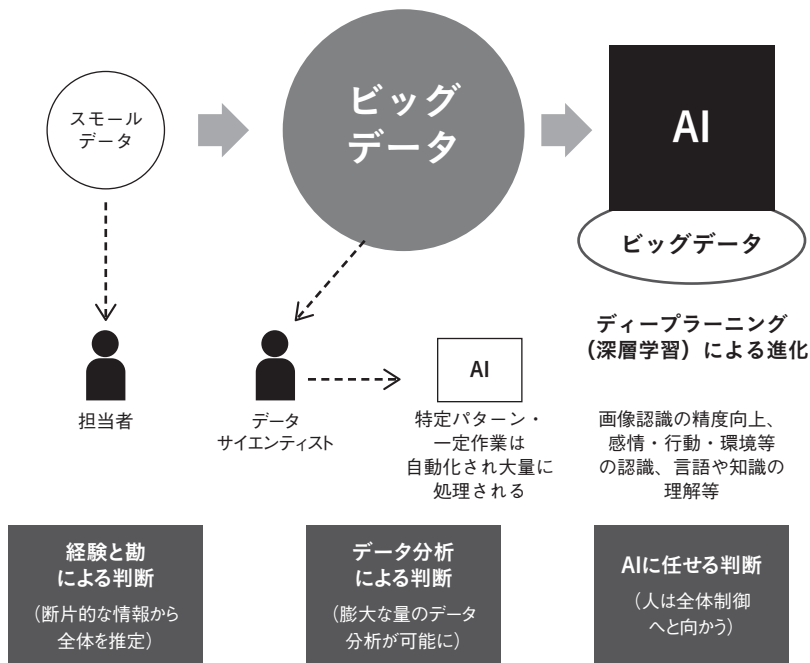 スモール
データ
ビッグ
データ
AI
ビッグデータ
ディープラーニング
（深層学習）による進化
担当者
データ
サイエンティスト
AI
特定パターン・
一定作業は
自動化され大量に
処理される
画像認識の精度向上、
感情・行動・環境等
の認識、言語や知識の
理解等
経験と勘
による判断
（断片的な情報から
全体を推定）
データ分析
による判断
（膨大な量のデータ
分析が可能に）
AIに任せる判断
（人は全体制御
へと向かう）